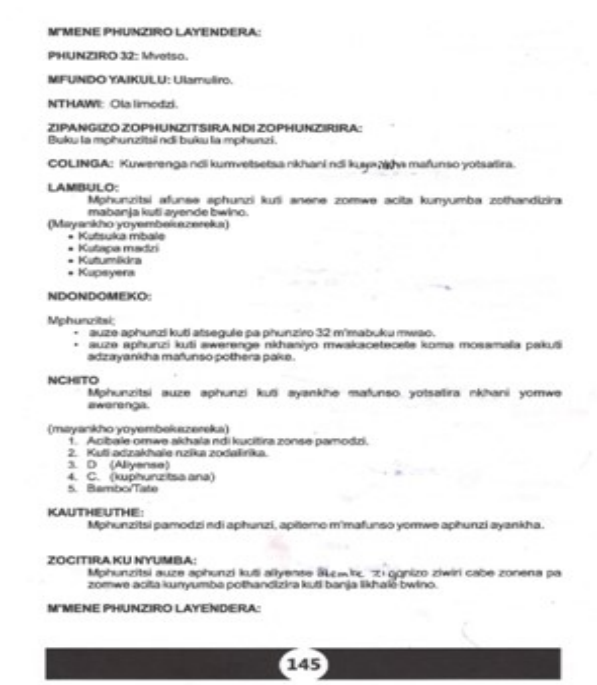 M'MENE PHUNZIRO LAYENDERA:
PHUNZIRO 32: Mvetso.
MFUNDO YAIKULU: Ulamuliro.
NTHAWI: Ola limodzi.
ZIPANGIZO ZOPHUNZITSIRA NDI ZOPHUNZIRIRA:
Buku la mphunzitsi ndi buku la mphunzi.
COLINGA: Kuwerenga ndi kumvetsetsa nkhani ndi kuyankha mafunso yotsatira.
LAMBULO:
Mphunzitsi afunse aphunzi kuti anene zomwe acita kunyumba zothandizira
mabanja kuti ayende bwino.
(Mayankho yoyembekezereka)
• Kutsuka mbale
• Kutapa madzi
• Kutumikira
• Kupsyera
NDONDOMEKO:
Mphunzitsi;
- auze aphunzi kuti atsegule pa phunziro 32 m'mabuku mwao.
- auze aphunzi kuti awerenge nkhaniyo mwakacetecete koma mosamala pakuti
adzayankha mafunso pothera pake.
NCHITO
Mphunzitsi auze aphunzi kuti ayankhe mafunso yotsatira nkhani yomwe
awerenga.
(mayankho yoyembekezereka)
1. Acibale omwe akhala ndi kucitira zonse pamodzi.
2. Kuti adzakhale nzika zodalirika.
3. D (Aliyense)
4. C. (kuphunzitsa ana)
5. Bambo/Tate
KAUTHEUTHE:
Mphunzitsi pamodzi ndi aphunzi, apitemo m'mafunso yomwe aphunzi ayankha.
ZOCITIRA KU NYUMBA:
Mphunzitsi auze aphunzi kuti aliyense ziwiri cabe zonena pa
zomwe acita kunyumba pothandizira kuti banja likhale bwino.
M'MENE PHUNZIRO LAYENDERA:
145